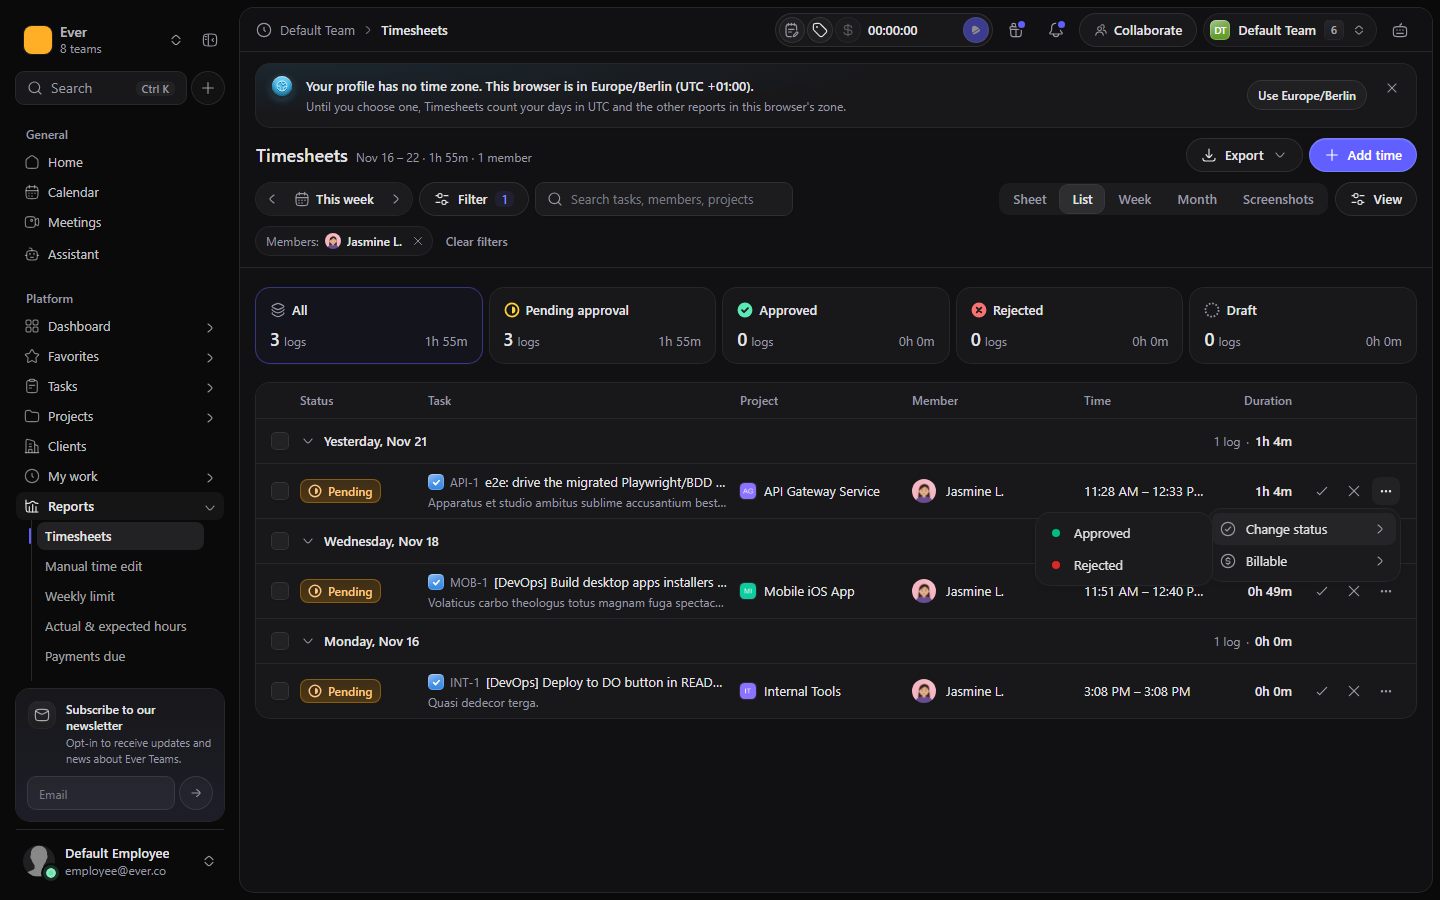 Ever
8 teams
Search
Ctrl K
General
Home
Calendar
Meetings
Assistant
Platform
Dashboard
Favorites
Tasks
Projects
Clients
My work
Reports
Timesheets
Manual time edit
Weekly limit
Actual & expected hours
Payments due
Subscribe to our
newsletter
Opt-in to receive updates and
news about Ever Teams.
Email
Default Employee
employee@ever.co
Default Team
Timesheets
00:00:00
Collaborate
DT Default Team 6
Your profile has no time zone. This browser is in Europe/Berlin (UTC +01:00).
Until you choose one, Timesheets count your days in UTC and the other reports in this browser's zone.
Use Europe/Berlin
Timesheets Nov 16 – 22 · 1h 55m · 1 member
Export
Add time
This week
Filter 1
Search tasks, members, projects
Sheet List Week Month Screenshots
View
Members: Jasmine L.
Clear filters
All
3 logs 1h 55m
Pending approval
3 logs 1h 55m
Approved
0 logs 0h 0m
Rejected
0 logs 0h 0m
Draft
0 logs 0h 0m
Status Task Project Member Time Duration
Yesterday, Nov 21 1 log · 1h 4m
Pending API-1 e2e: drive the migrated Playwright/BDD ... AG API Gateway Service Jasmine L. 11:28 AM – 12:33 P... 1h 4m
Apparatus et studio ambitus sublime accusantium best...
Change status
Billable
Approved
Rejected
Wednesday, Nov 18
Pending MOB-1 [DevOps] Build desktop apps installers ... MI Mobile iOS App Jasmine L. 11:51 AM – 12:40 P... 0h 49m
Volaticus carbo theologus totus magnam fuga spectac...
Monday, Nov 16 1 log · 0h 0m
Pending INT-1 [DevOps] Deploy to DO button in READ... IT Internal Tools Jasmine L. 3:08 PM – 3:08 PM 0h 0m
Quasi dedecor terga.